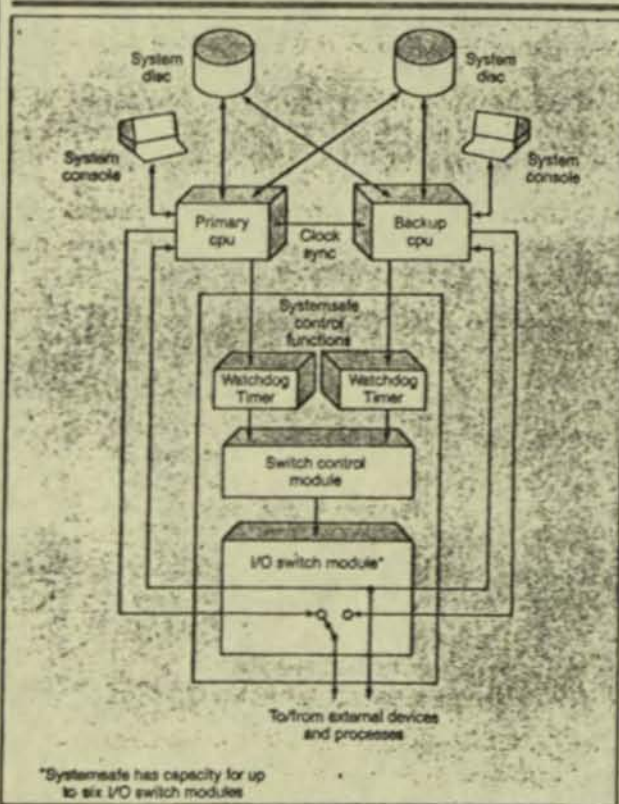 System
disc
System
disc
System
console
System
console
Primary
cpu
Clock
sync
Backup
cpu
Systemsafe
control
functions
Watchdog
Timer
Watchdog
Timer
Switch control
module
I/O switch module*
To/from external devices
and processes
*Systemsafe has capacity for up
to six I/O switch modules